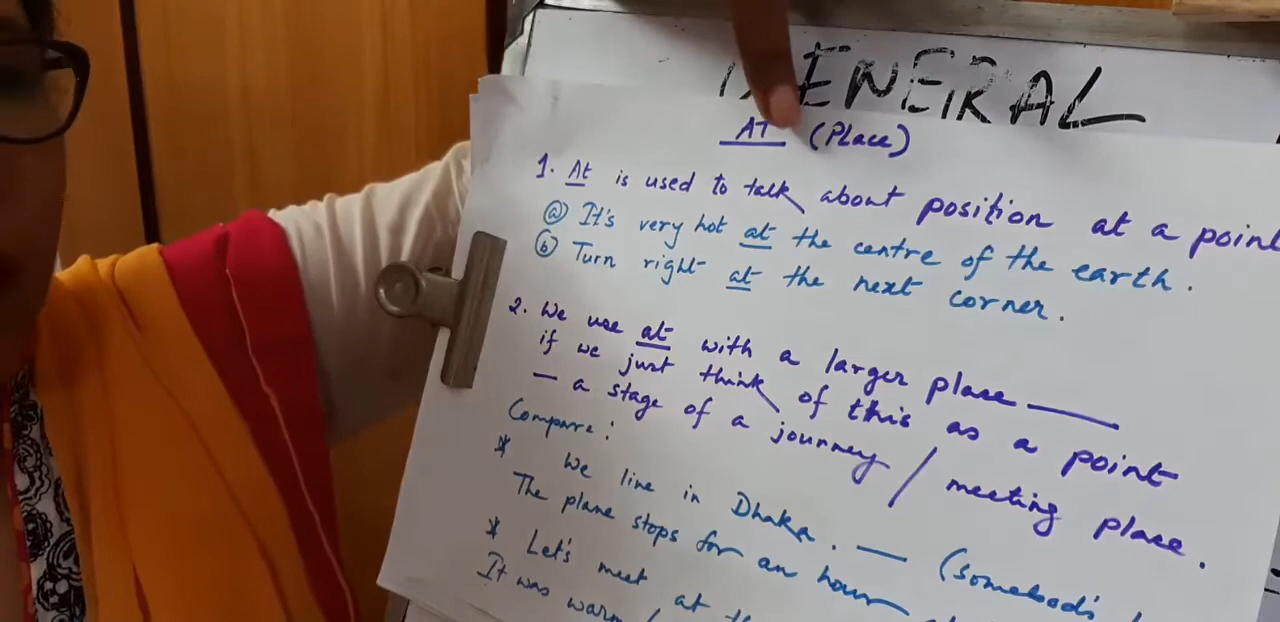 GENERAL
AT (Place)
1. At is used to talk about position at a point
ⓐ It's very hot at the centre of the earth.
ⓑ Turn right at the next corner.
2. We use at with a larger place —
if we just think of this as a point
— a stage of a journey / meeting place.
Compare:
* We live in Dhaka. — (somebody's
The plane stops for an hour
* Let's meet at the
It was warm